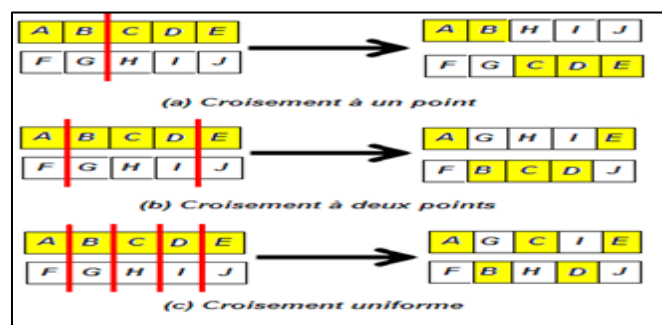 A B C D E A B H I J
F G H I J F G C D E
(a) Croisement à un point
A B C D E A G H I E
F G H I J F B C D J
(b) Croisement à deux points
A B C D E A G C I E
F G H I J F B H D J
(c) Croisement uniforme